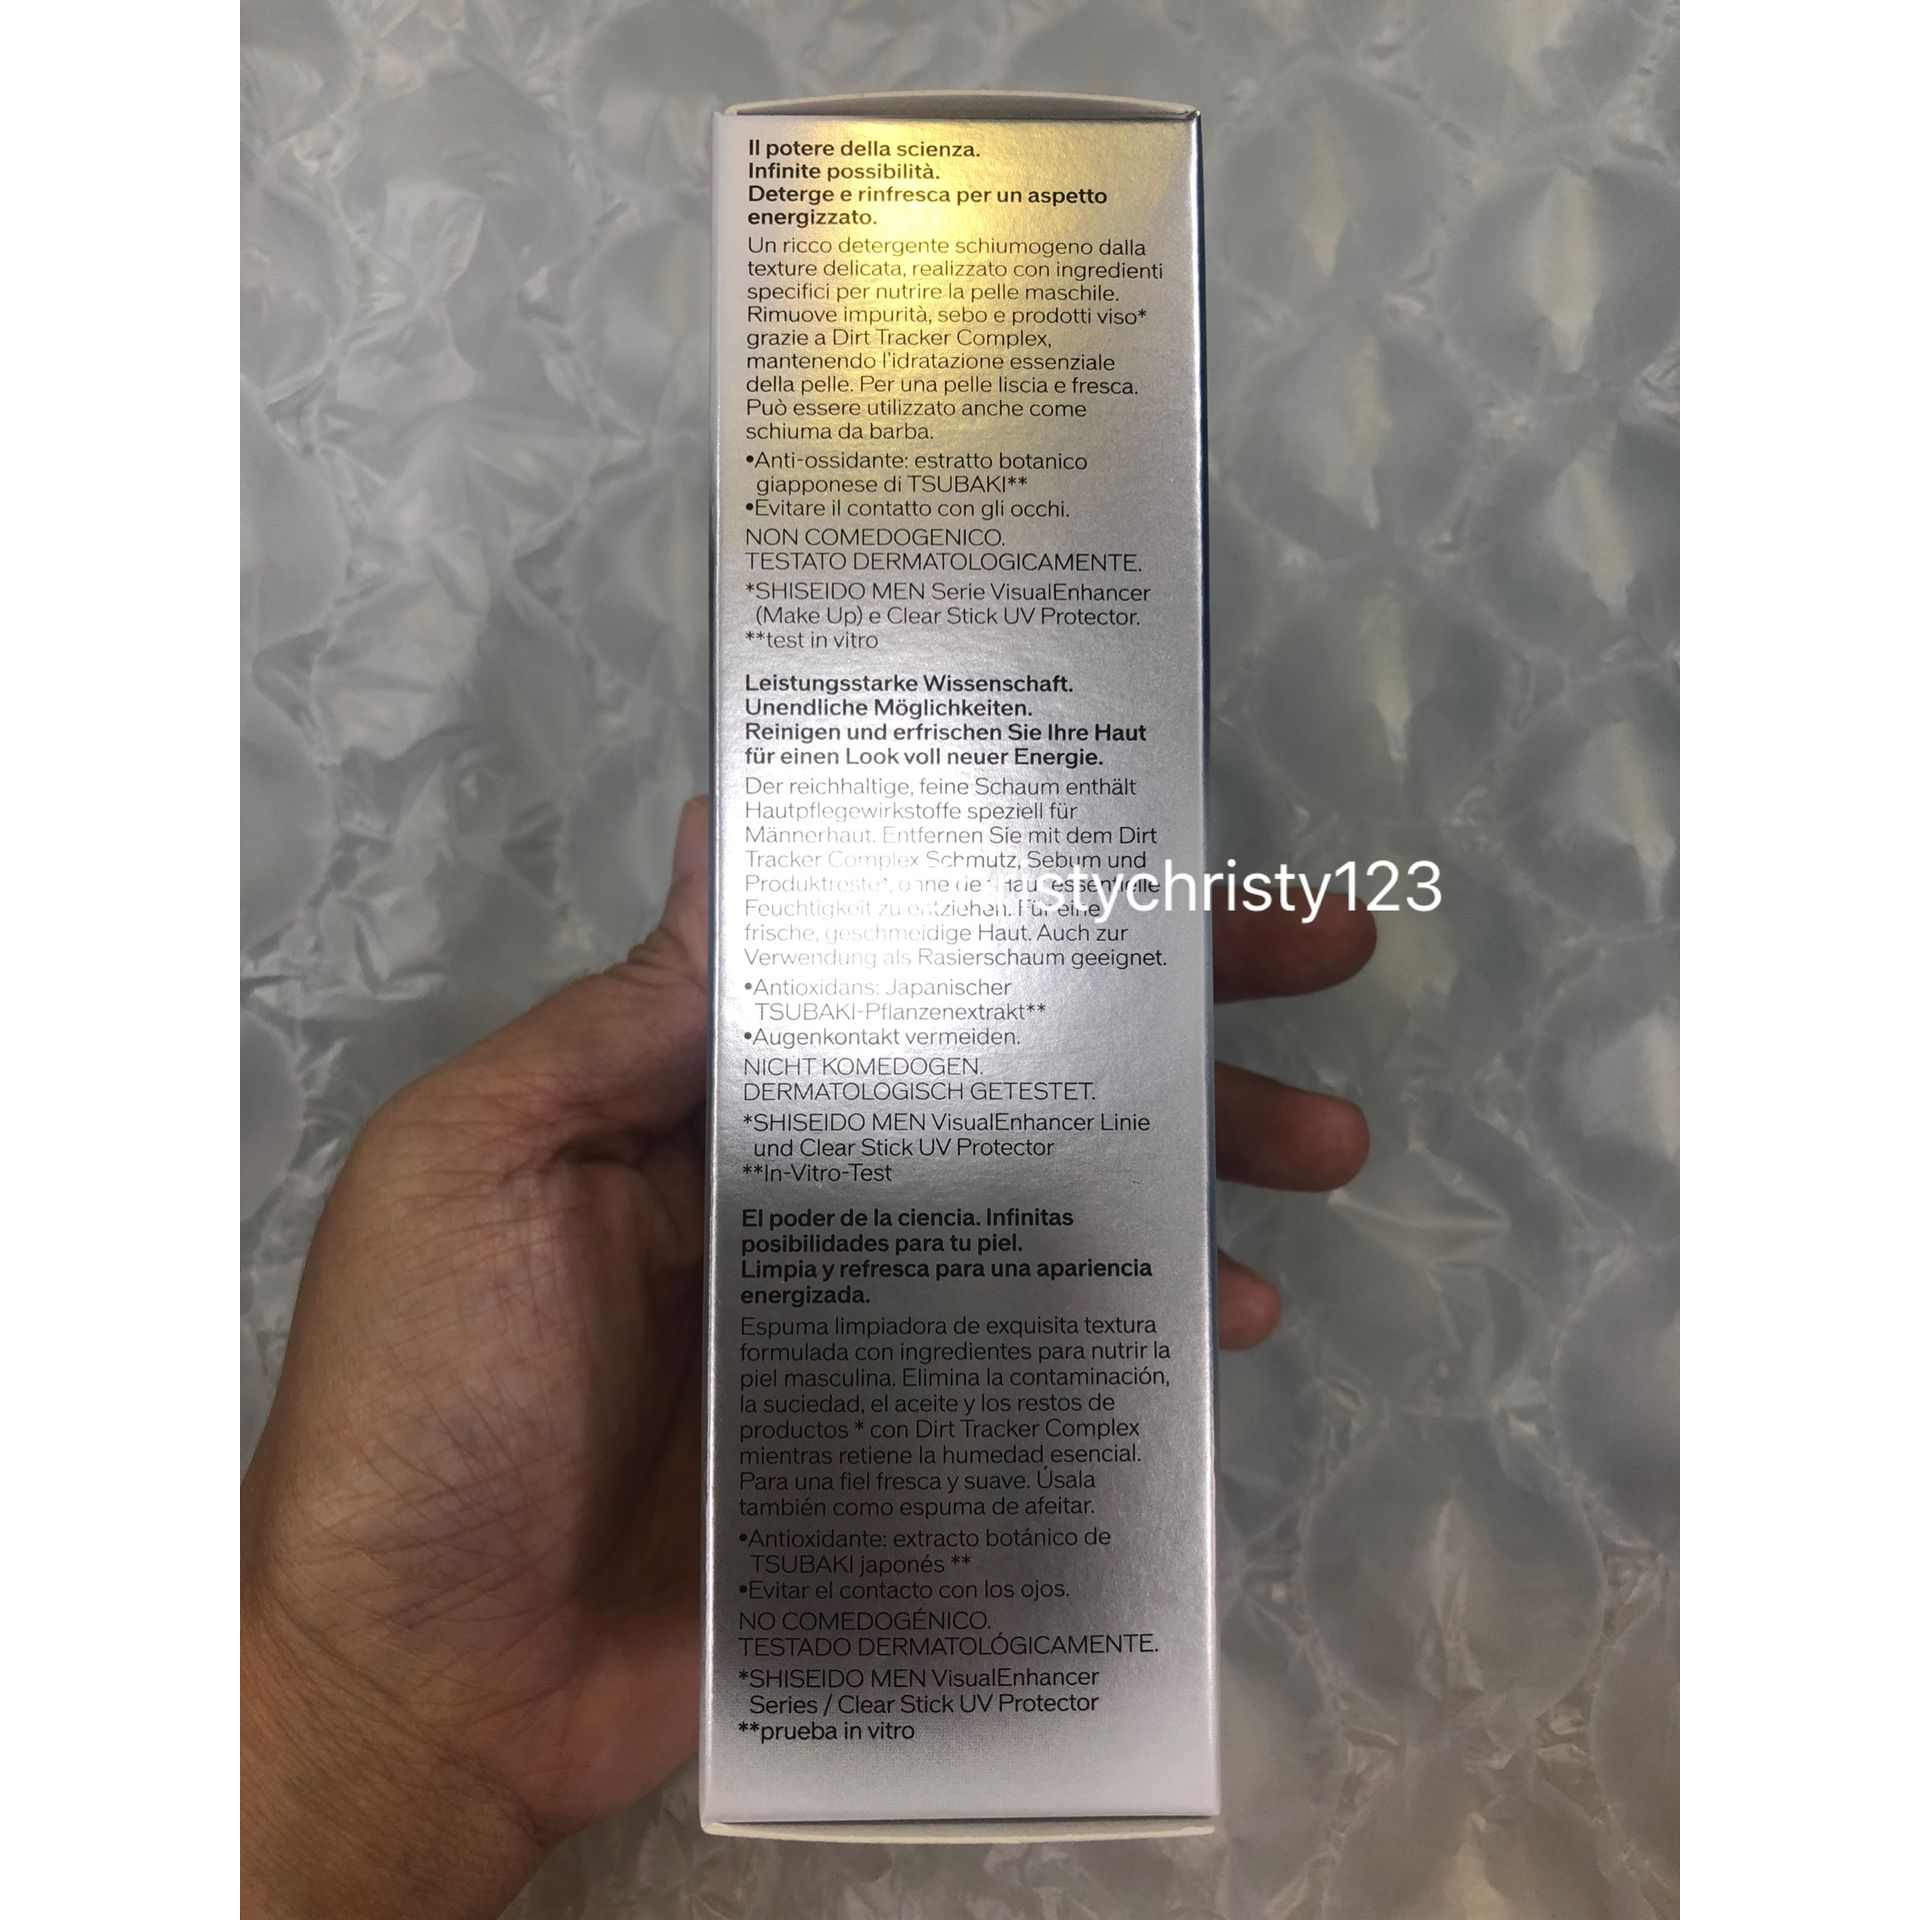 Il potere della scienza.
Infinite possibilità.
Deterge e rinfresca per un aspetto
energizzato.
Un ricco detergente schiumogeno dalla
texture delicata, realizzato con ingredienti
specifici per nutrire la pelle maschile.
Rimuove impurità, sebo e prodotti viso*
grazie a Dirt Tracker Complex,
mantenendo l'idratazione essenziale
della pelle. Per una pelle liscia e fresca.
Può essere utilizzato anche come
schiuma da barba.
•Anti-ossidante: estratto botanico
giapponese di TSUBAKI**
•Evitare il contatto con gli occhi.
NON COMEDOGENICO.
TESTATO DERMATOLOGICAMENTE.
*SHISEIDO MEN Serie VisualEnhancer
(Make Up) e Clear Stick UV Protector.
**test in vitro
Leistungsstarke Wissenschaft.
Unendliche Möglichkeiten.
Reinigen und erfrischen Sie Ihre Haut
für einen Look voll neuer Energie.
Der reichhaltige, feine Schaum enthält
Hautpflegewirkstoffe speziell für
Männerhaut. Entfernen Sie mit dem Dirt
Tracker Complex Schmutz, Sebum und
Produktreste*, ohne der Haut essentielle
stychristy123
Feuchtigkeit zu entziehen. Für eine
frische, geschmeidige Haut. Auch zur
Verwendung als Rasierschaum geeignet.
•Antioxidans: Japanischer
TSUBAKI-Pflanzenextrakt**
•Augenkontakt vermeiden.
NICHT KOMEDOGEN.
DERMATOLOGISCH GETESTET.
*SHISEIDO MEN VisualEnhancer Linie
und Clear Stick UV Protector
**In-Vitro-Test
El poder de la ciencia. Infinitas
posibilidades para tu piel.
Limpia y refresca para una apariencia
energizada.
Espuma limpiadora de exquisita textura
formulada con ingredientes para nutrir la
piel masculina. Elimina la contaminación,
la suciedad, el aceite y los restos de
productos * con Dirt Tracker Complex
mientras retiene la humedad esencial.
Para una fiel fresca y suave. Úsala
también como espuma de afeitar.
•Antioxidante: extracto botánico de
TSUBAKI japonés **
•Evitar el contacto con los ojos.
NO COMEDOGÉNICO.
TESTADO DERMATOLÓGICAMENTE.
*SHISEIDO MEN VisualEnhancer
Series / Clear Stick UV Protector
**prueba in vitro